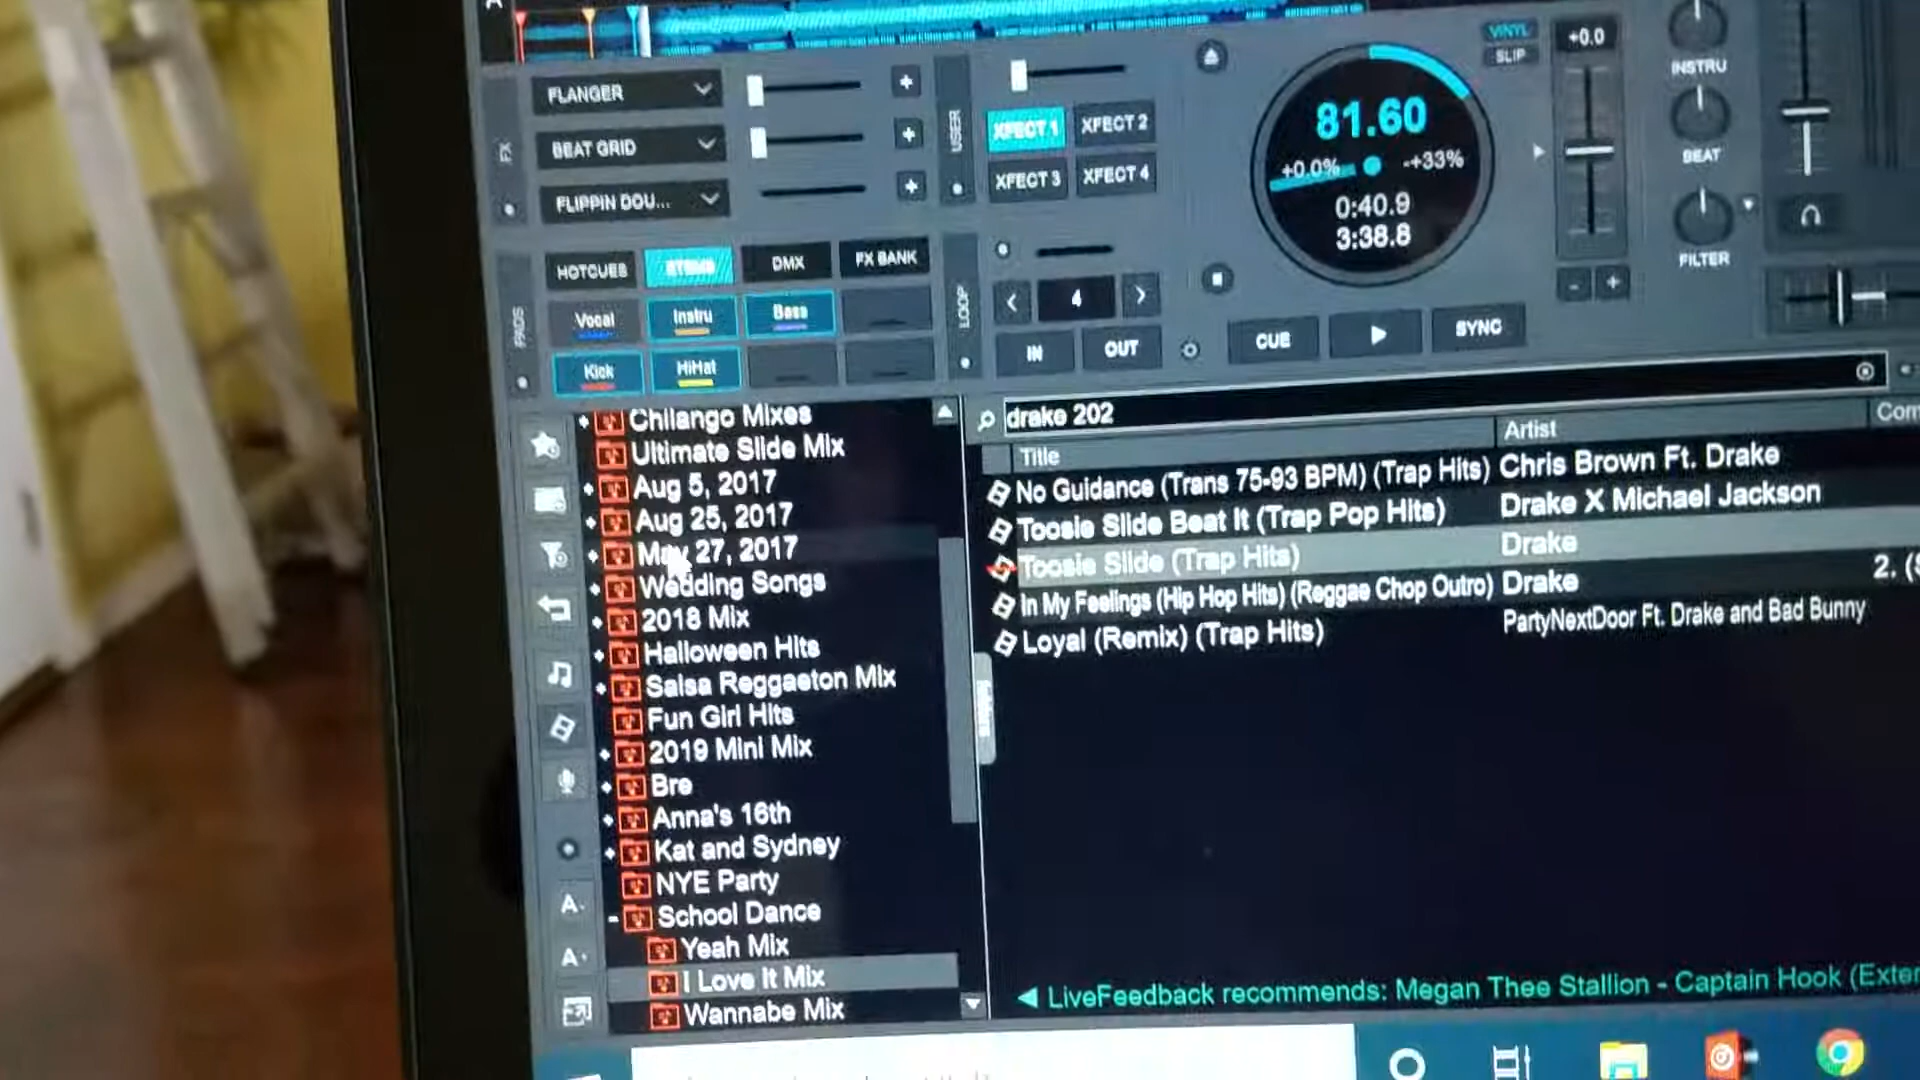 VINYL
SLIP
+0.0
INSTRU
BEAT
FILTER
FX
FLANGER
BEAT GRID
FLIPPIN DOU...
USER
XFECT 1
XFECT 2
XFECT 3
XFECT 4
81.60
+0.0%
-+33%
0:40.9
3:38.8
PADS
HOTCUES
STEMS
DMX
FX BANK
Vocal
Instru
Bass
Kick
HiHat
LOOP
4
IN
OUT
CUE
SYNC
Chilango Mixes
Ultimate Slide Mix
Aug 5, 2017
Aug 25, 2017
May 27, 2017
Wedding Songs
2018 Mix
Halloween Hits
Salsa Reggaeton Mix
Fun Girl Hits
2019 Mini Mix
Bre
Anna's 16th
Kat and Sydney
NYE Party
School Dance
Yeah Mix
I Love It Mix
Wannabe Mix
A-
A+
drake 202
Title
Artist
Com
No Guidance (Trans 75-93 BPM) (Trap Hits) Chris Brown Ft. Drake
Toosie Slide Beat It (Trap Pop Hits) Drake X Michael Jackson
Toosie Slide (Trap Hits) Drake
In My Feelings (Hip Hop Hits) (Reggae Chop Outro) Drake 2. (S
Loyal (Remix) (Trap Hits) PartyNextDoor Ft. Drake and Bad Bunny
LiveFeedback recommends: Megan Thee Stallion - Captain Hook (Exten